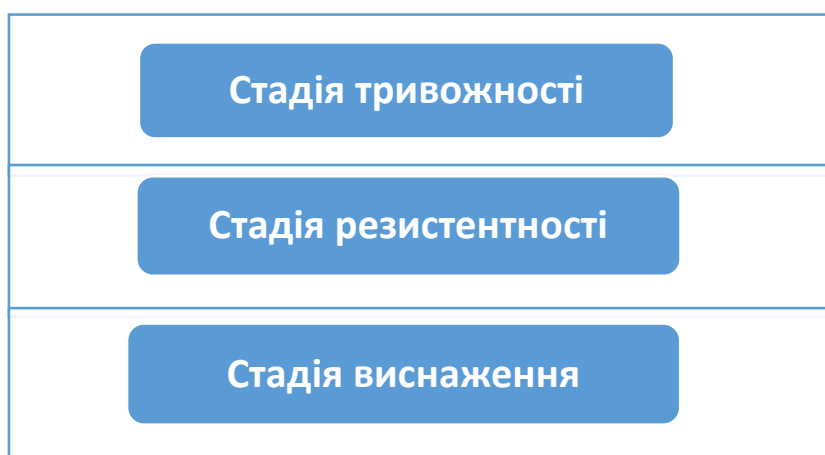 Стадія тривожності
Стадія резистентності
Стадія виснаження